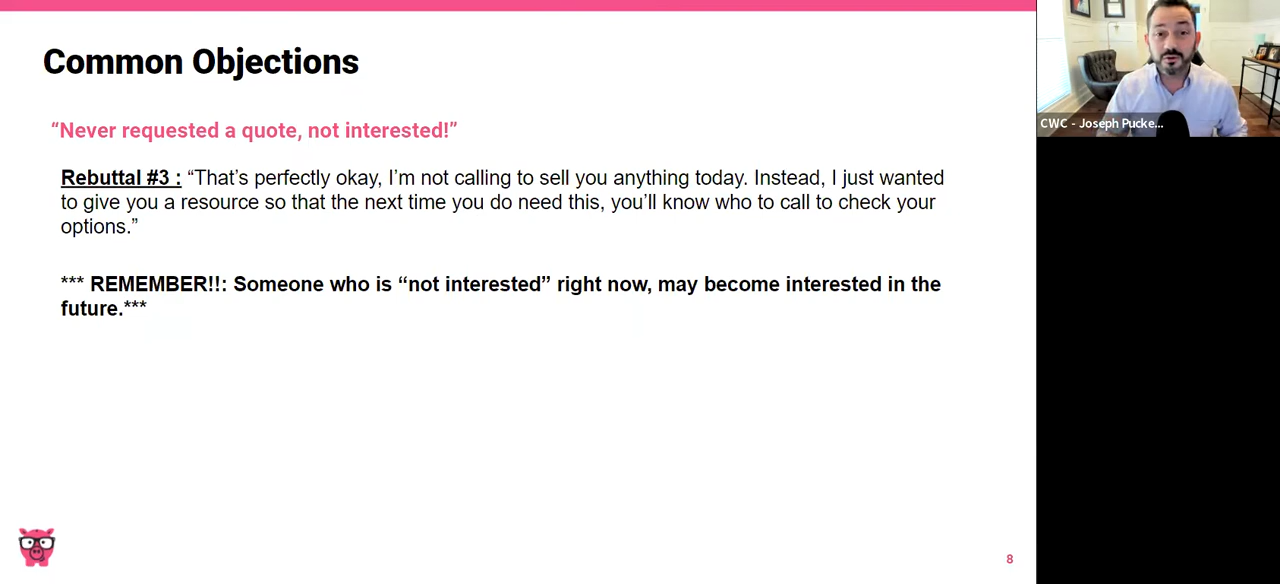 Common Objections
“Never requested a quote, not interested!”
Rebuttal #3 : “That’s perfectly okay, I’m not calling to sell you anything today. Instead, I just wanted
to give you a resource so that the next time you do need this, you’ll know who to call to check your
options.”
*** REMEMBER!!: Someone who is “not interested” right now, may become interested in the
future.***
8
CWC - Joseph Pucke...